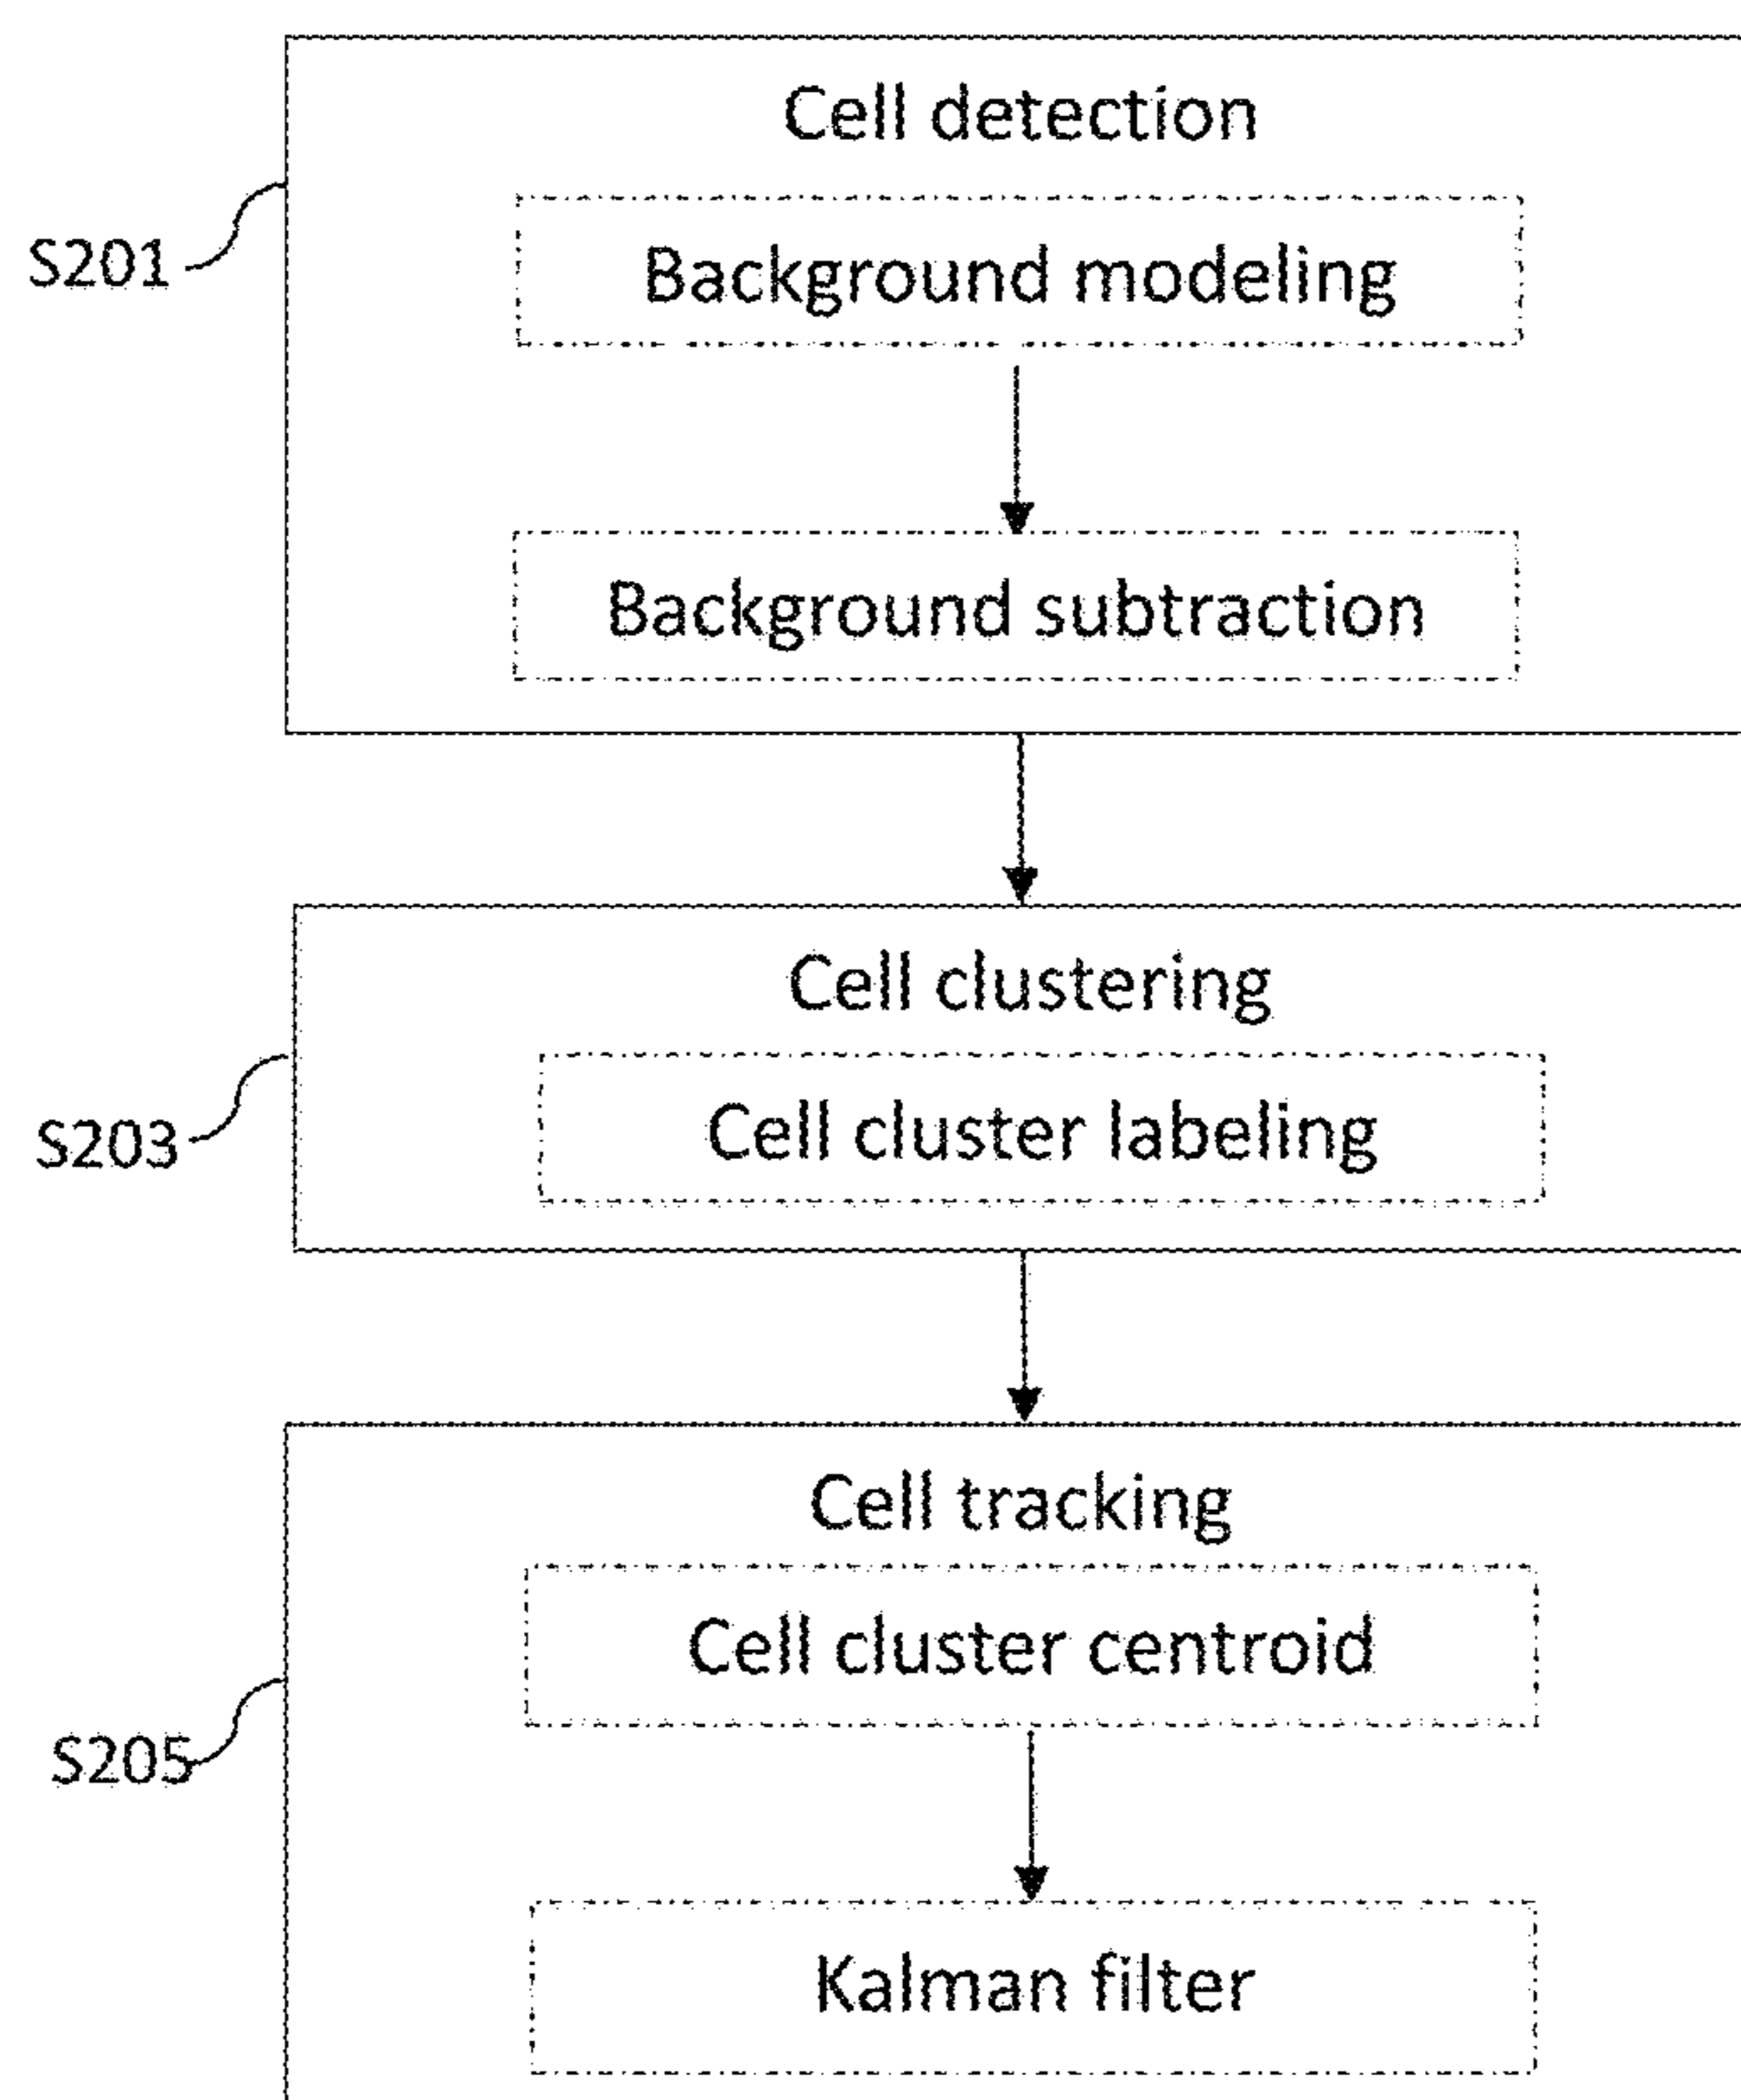 Cell detection
Background modeling
S201
Background subtraction
Cell clustering
Cell cluster labeling
S203
Cell tracking
Cell cluster centroid
S205
Kalman filter